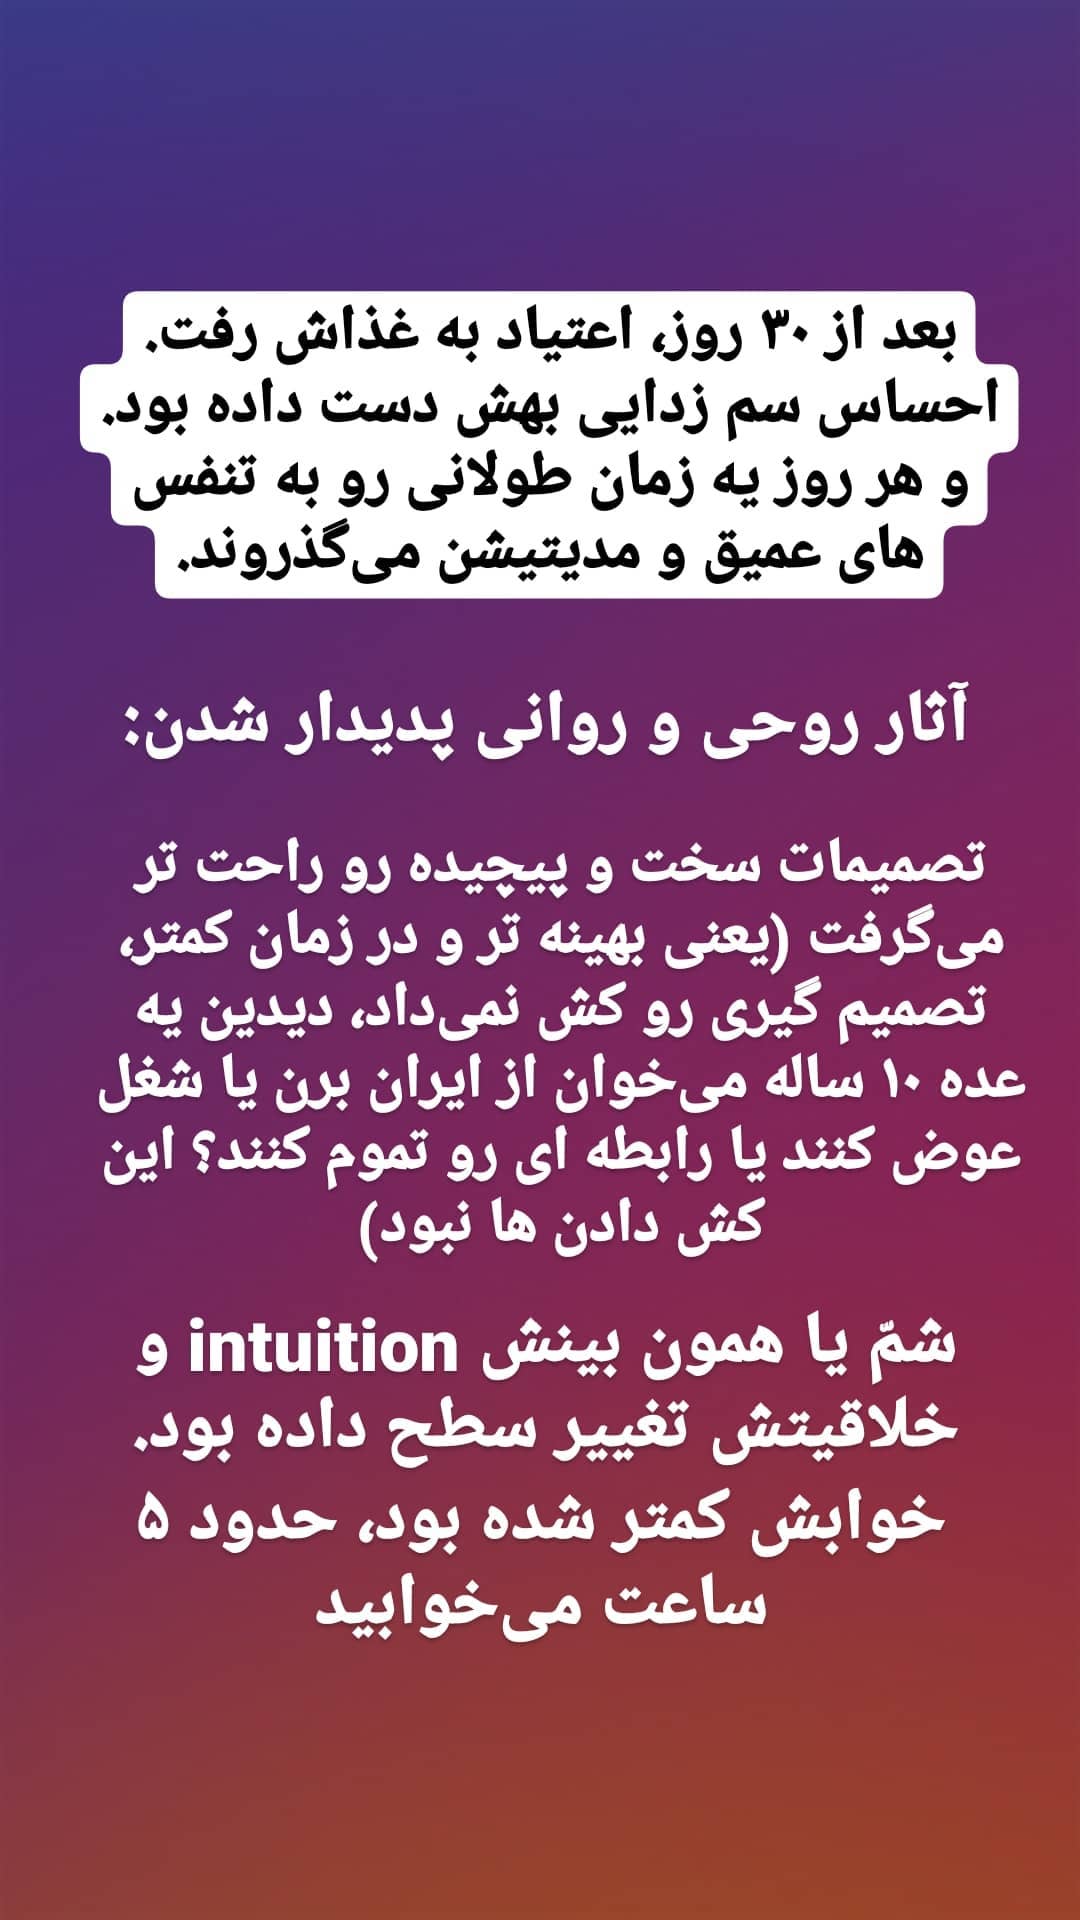 بعد از ۳۰ روز، اعتیاد به غذاش رفت.
احساس سم زدایی بهش دست داده بود.
و هر روز یه زمان طولانی رو به تنفس
های عمیق و مدیتیشن می‌گذروند.
آثار روحی و روانی پدیدار شدن:
تصمیمات سخت و پیچیده رو راحت تر
می‌گرفت (یعنی بهینه تر و در زمان کمتر،
تصمیم گیری رو کش نمی‌داد، دیدین یه
عده ۱۰ ساله می‌خوان از ایران برن یا شغل
عوض کنند یا رابطه ای رو تموم کنند؟ این
کش دادن ها نبود)
شمّ یا همون بینش intuition و
خلاقیتش تغییر سطح داده بود.
خوابش کمتر شده بود، حدود ۵
ساعت می‌خوابید